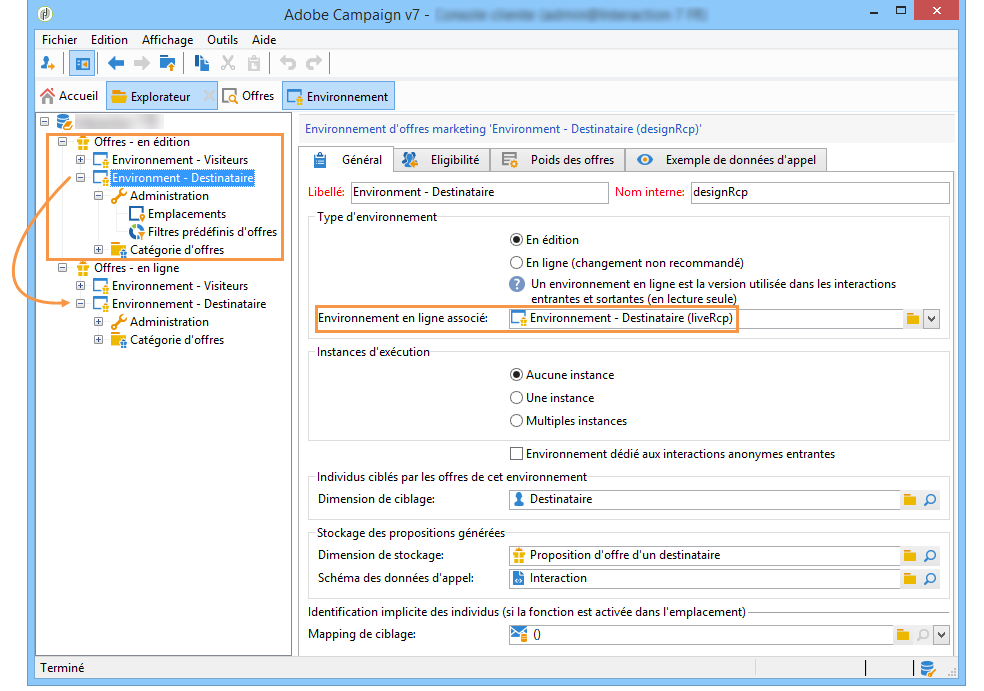 Adobe Campaign v7 -
Fichier Edition Affichage Outils Aide
Accueil Explorateur Offres Environnement
Offres - en édition
Environnement - Visiteurs
Environment - Destinataire
Administration
Emplacements
Filtres prédéfinis d'offres
Catégorie d'offres
Offres - en ligne
Environnement - Visiteurs
Environnement - Destinataire
Administration
Catégorie d'offres
Environnement d'offres marketing 'Environment - Destinataire (designRcp)'
Général Eligibilité Poids des offres Exemple de données d'appel
Libellé: Environment - Destinataire Nom interne: designRcp
Type d'environnement
En édition
En ligne (changement non recommandé)
? Un environnement en ligne est la version utilisée dans les interactions
entrantes et sortantes (en lecture seule)
Environnement en ligne associé: Environnement - Destinataire (liveRcp)
Instances d'exécution
Aucune instance
Une instance
Multiples instances
Environnement dédié aux interactions anonymes entrantes
Individus ciblés par les offres de cet environnement
Dimension de ciblage: Destinataire
Stockage des propositions générées
Dimension de stockage: Proposition d'offre d'un destinataire
Schéma des données d'appel: Interaction
Identification implicite des individus (si la fonction est activée dans l'emplacement)
Mapping de ciblage: ()
Terminé